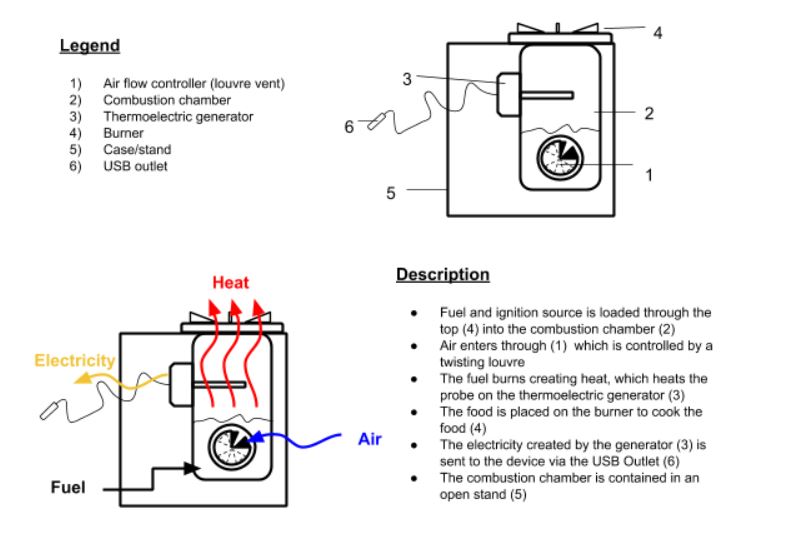 Legend
1) Air flow controller (louvre vent)
2) Combustion chamber
3) Thermoelectric generator
4) Burner
5) Case/stand
6) USB outlet
4
3
2
6
1
5
Heat
Electricity
Air
Fuel
Description
● Fuel and ignition source is loaded through the
top (4) into the combustion chamber (2)
● Air enters through (1) which is controlled by a
twisting louvre
● The fuel burns creating heat, which heats the
probe on the thermoelectric generator (3)
● The food is placed on the burner to cook the
food (4)
● The electricity created by the generator (3) is
sent to the device via the USB Outlet (6)
● The combustion chamber is contained in an
open stand (5)